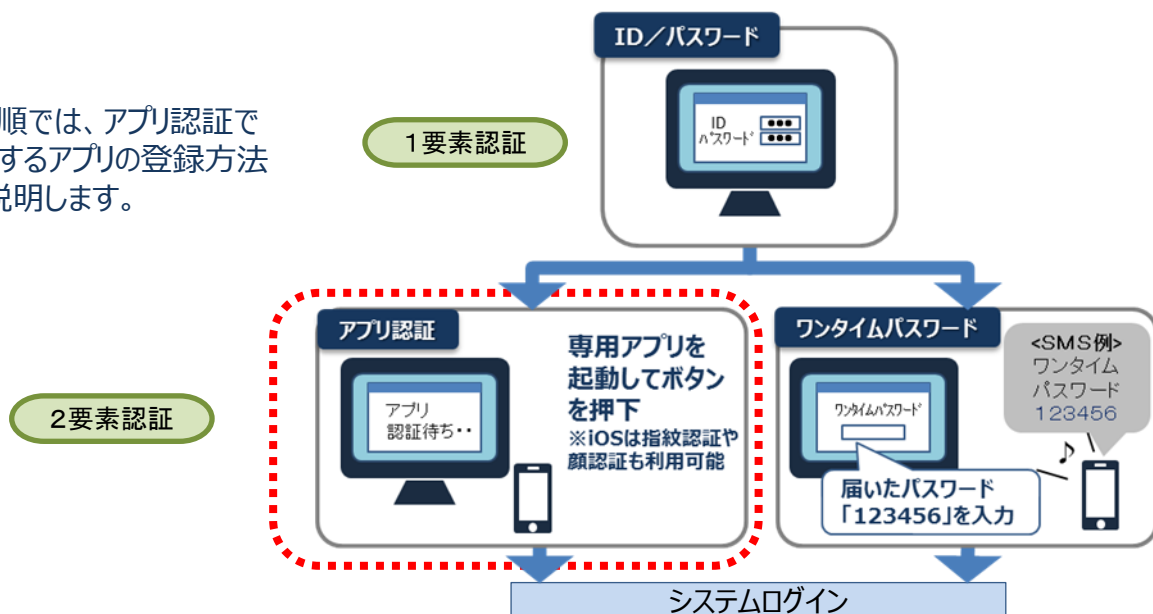 ID／パスワード
ID
パスワード
順では、アプリ認証で
するアプリの登録方法
説明します。
１要素認証
アプリ認証
専用アプリを
起動してボタン
を押下
※iOSは指紋認証や
顔認証も利用可能
アプリ
認証待ち・・
ワンタイムパスワード
<SMS例>
ワンタイム
パスワード
123456
ワンタイムパスワード
届いたパスワード
「123456」を入力
２要素認証
システムログイン